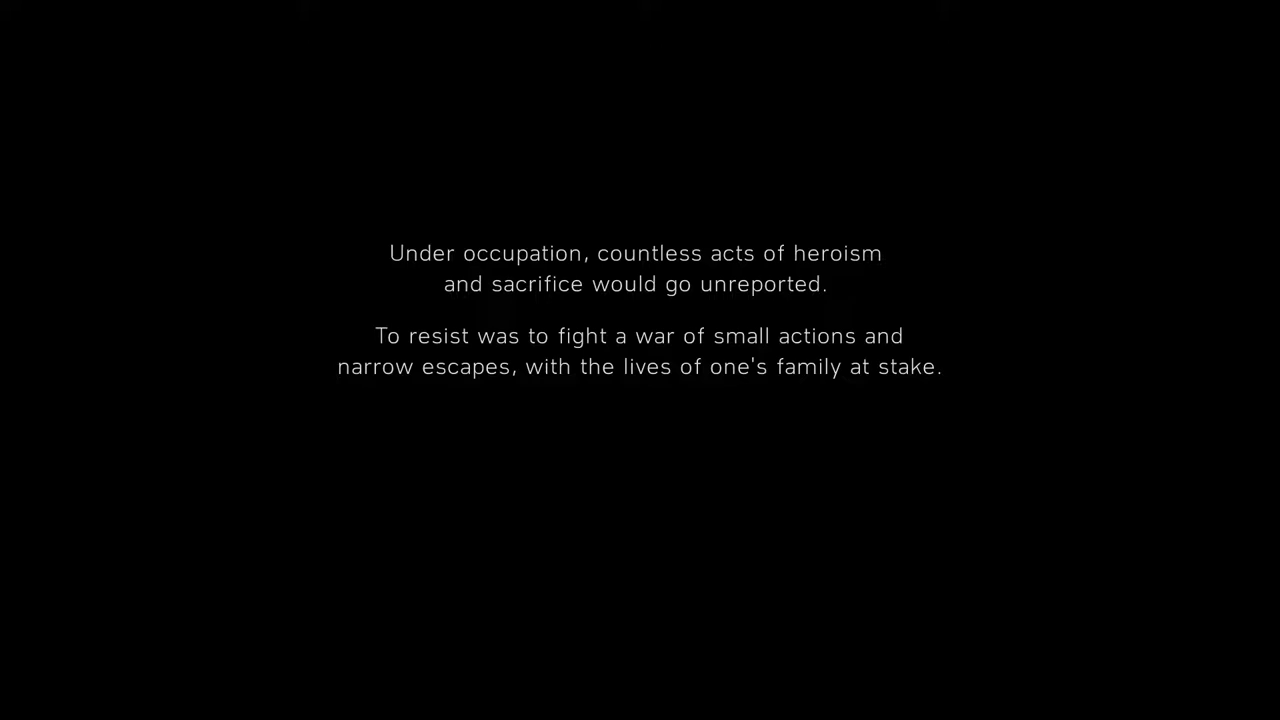 Under occupation, countless acts of heroism
and sacrifice would go unreported.
To resist was to fight a war of small actions and
narrow escapes, with the lives of one's family at stake.